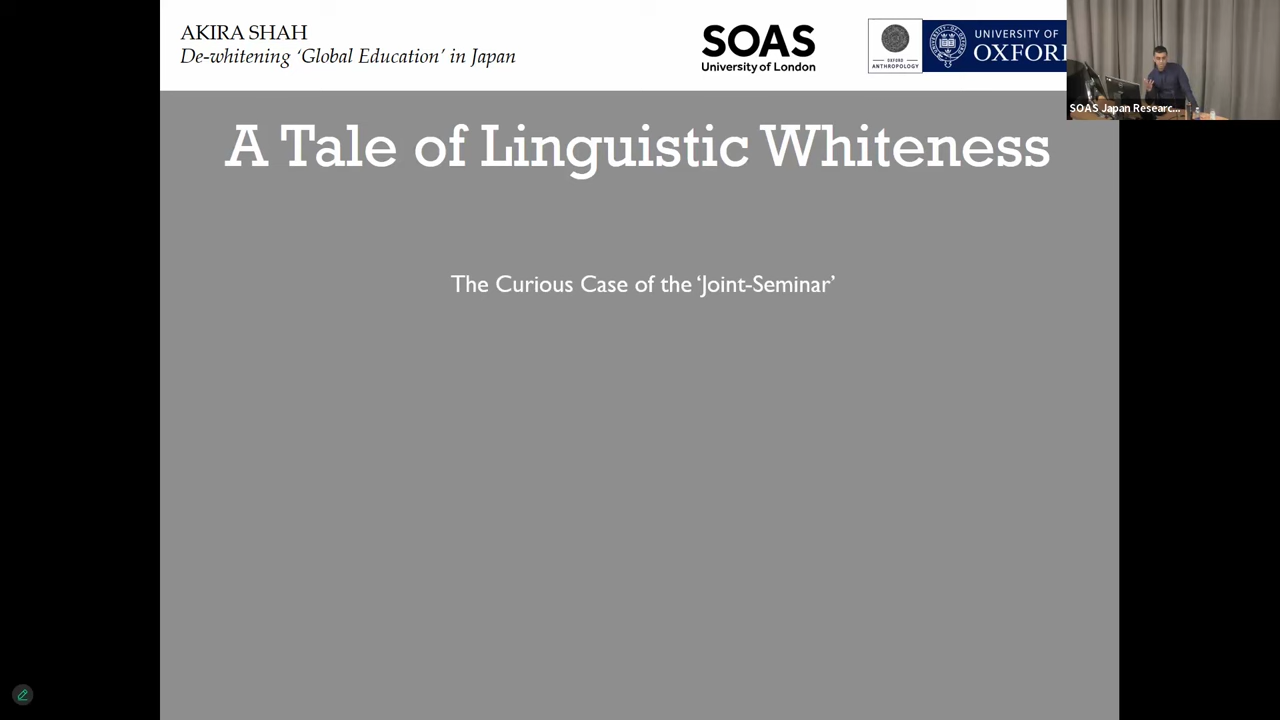 AKIRA SHAH
De-whitening ‘Global Education’ in Japan
SOAS
University of London
OXFORD
ANTHROPOLOGY
UNIVERSITY OF
OXFORD
SOAS Japan Researc...
A Tale of Linguistic Whiteness
The Curious Case of the ‘Joint-Seminar’